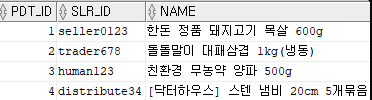 PDT_ID SLR_ID NAME
1 seller0123 한돈 정품 돼지고기 목살 600g
2 trader678 돌돌말이 대패삼겹 1kg(냉동)
3 human123 친환경 무농약 양파 500g
4 distribute34 [닥터하우스] 스텐 냄비 20cm 5개묶음